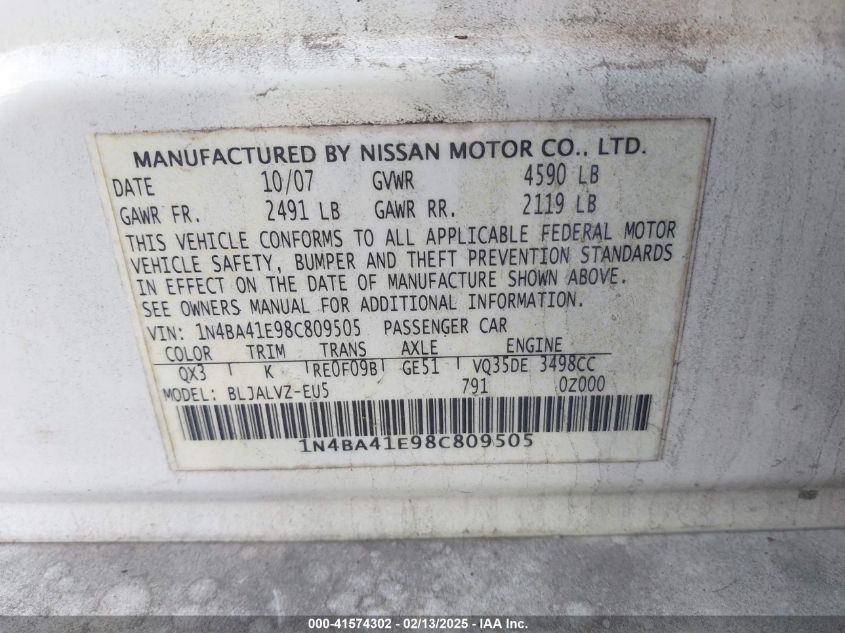 MANUFACTURED BY NISSAN MOTOR CO., LTD.
DATE 10/07 GVWR 4590 LB
GAWR FR. 2491 LB GAWR RR. 2119 LB
THIS VEHICLE CONFORMS TO ALL APPLICABLE FEDERAL MOTOR
VEHICLE SAFETY, BUMPER AND THEFT PREVENTION STANDARDS
IN EFFECT ON THE DATE OF MANUFACTURE SHOWN ABOVE.
SEE OWNERS MANUAL FOR ADDITIONAL INFORMATION.
VIN: 1N4BA41E98C809505 PASSENGER CAR
COLOR TRIM TRANS AXLE ENGINE
QX3 K RE0F09B GE51 VQ35DE 3498CC
MODEL: BLJALVZ-EU5 791 0Z000
1N4BA41E98C809505
000-41574302 - 02/13/2025 - VIA Inc.